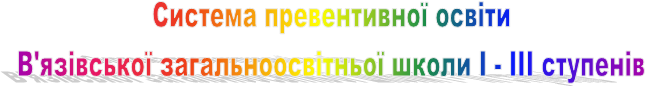 Система превентивної освіти
В'язівської загальноосвітньої школи І - ІІІ ступенів